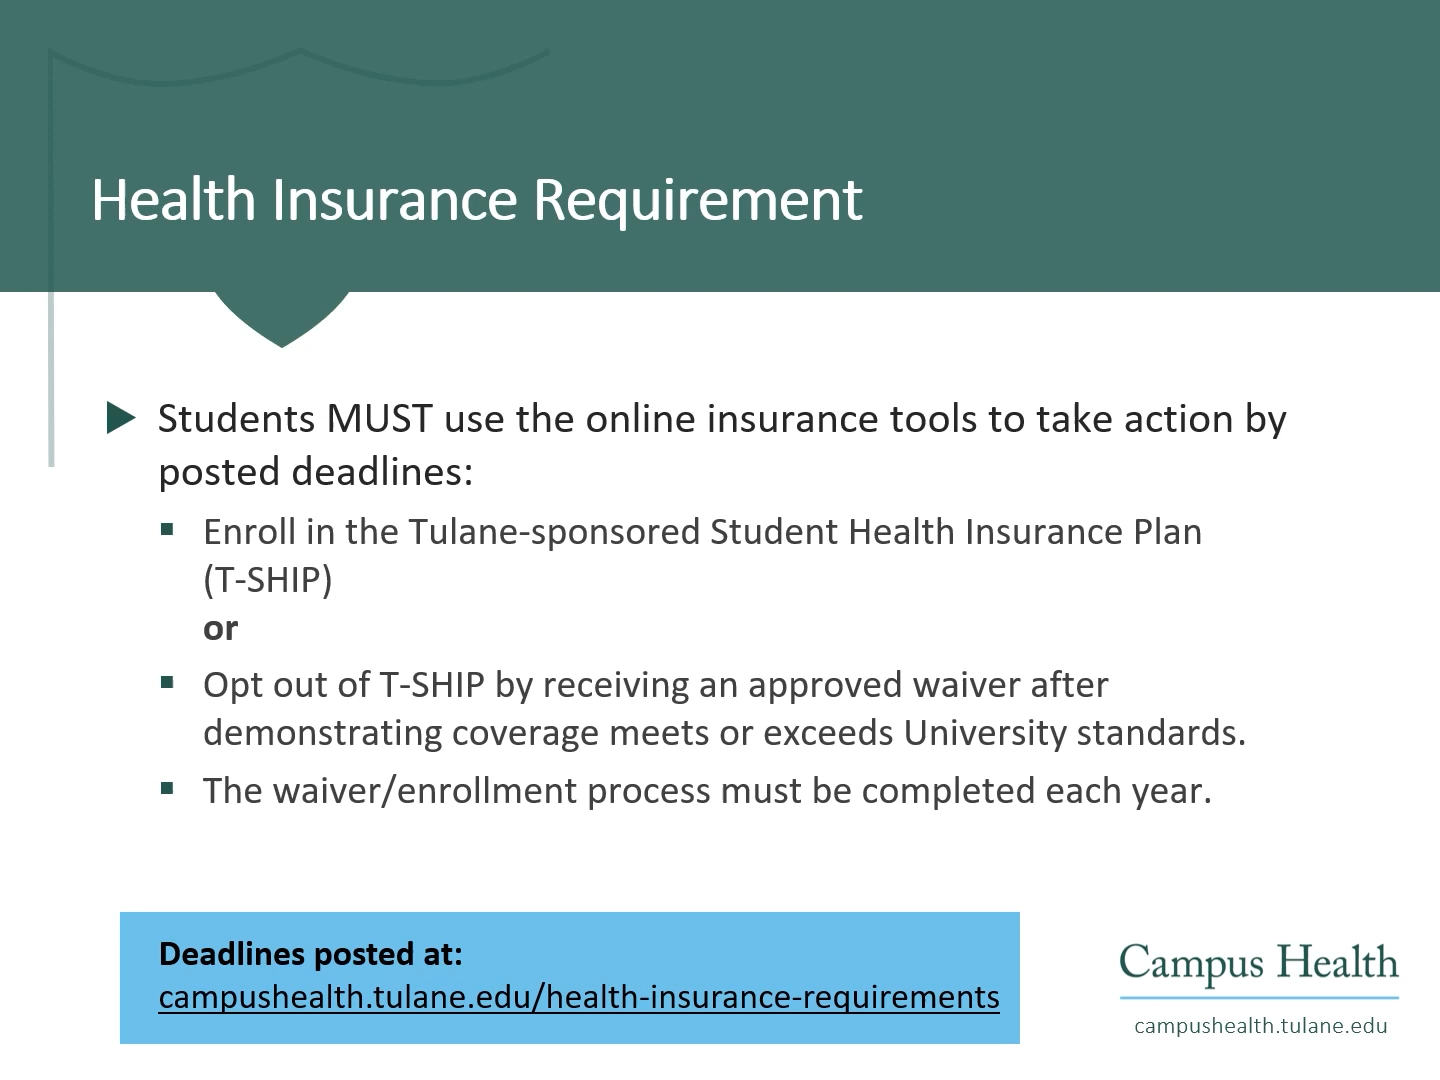 Health Insurance Requirement
Students MUST use the online insurance tools to take action by
posted deadlines:
Enroll in the Tulane-sponsored Student Health Insurance Plan
(T-SHIP)
or
Opt out of T-SHIP by receiving an approved waiver after
demonstrating coverage meets or exceeds University standards.
The waiver/enrollment process must be completed each year.
Deadlines posted at:
campushealth.tulane.edu/health-insurance-requirements
Campus Health
campushealth.tulane.edu